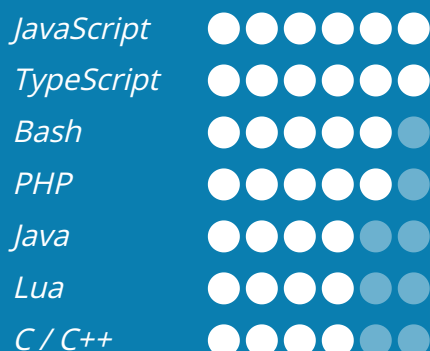 JavaScript
TypeScript
Bash
PHP
Java
Lua
C / C++